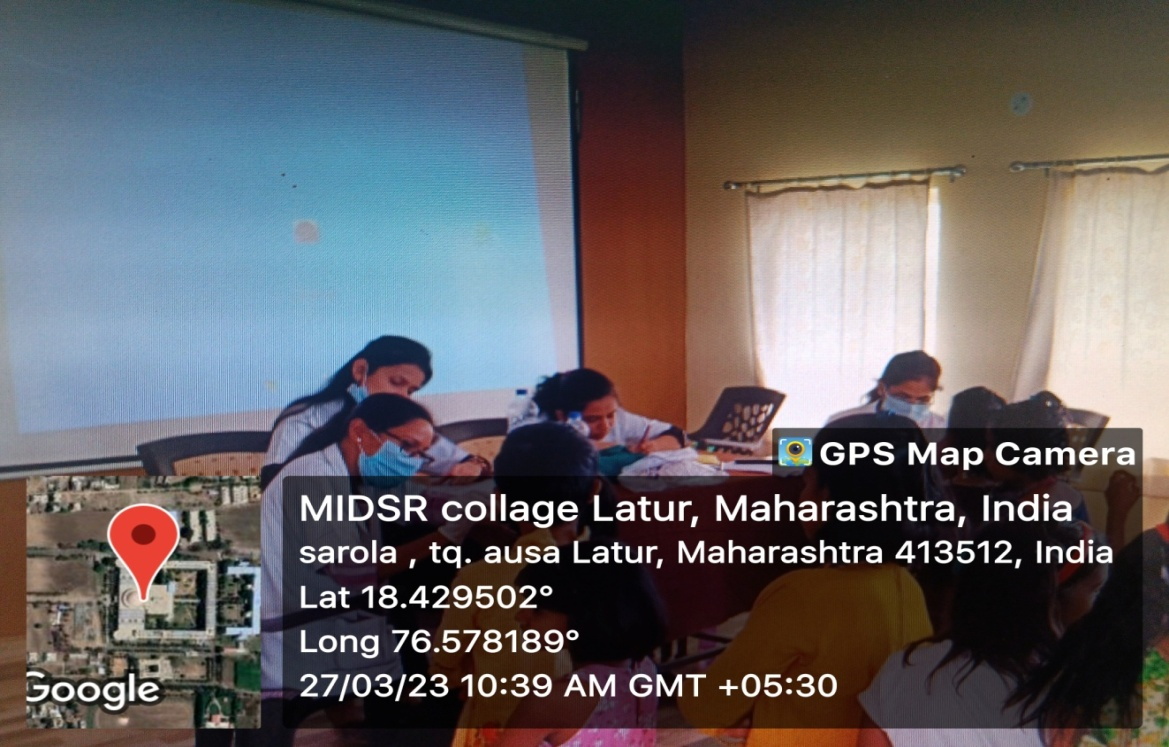 GPS Map Camera
MIDSR collage Latur, Maharashtra, India
sarola , tq. ausa Latur, Maharashtra 413512, India
Lat 18.429502°
Long 76.578189°
27/03/23 10:39 AM GMT +05:30
Google